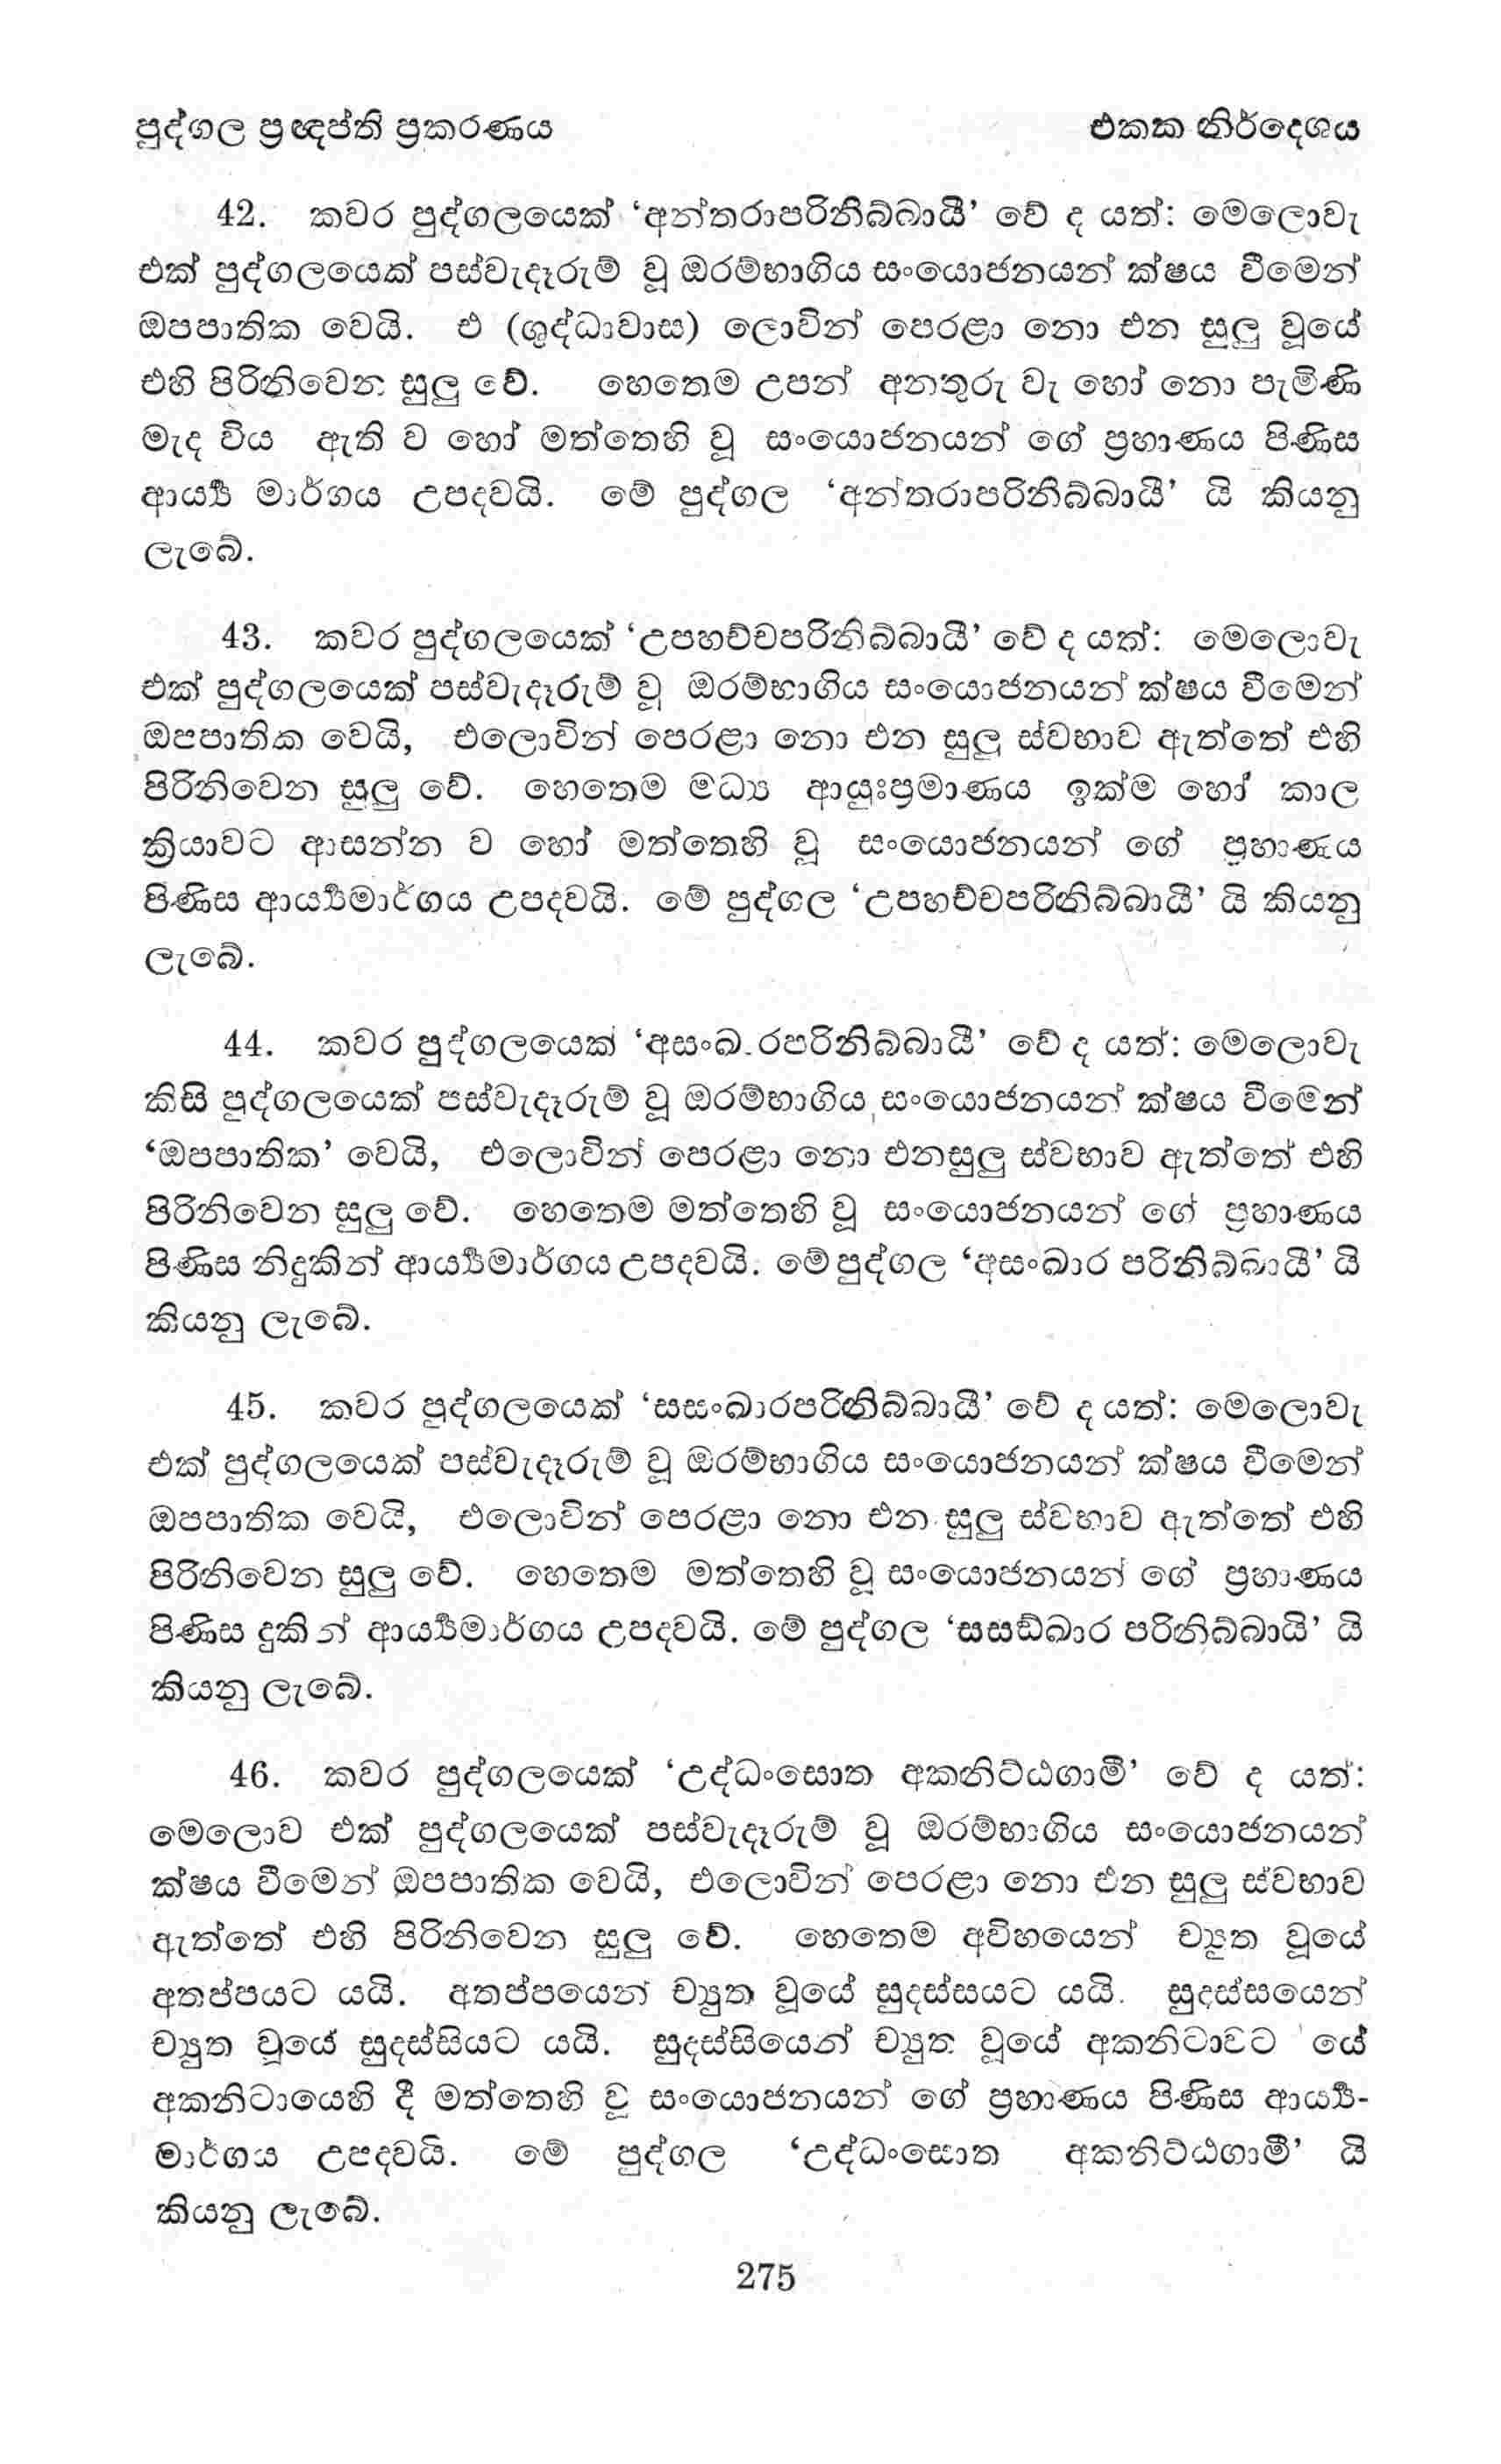 පුද්ගල ප්‍රඥප්ති ප්‍රකරණය
එකක නිර්දෙශය
42. කවර පුද්ගලයෙක් ‘අන්තරාපරිනිබ්බායී’ වේ ද යත්: මෙලොවැ
එක් පුද්ගලයෙක් පස්වැදෑරුම් වූ ඔරම්භාගිය සංයොජනයන් ක්ෂය වීමෙන්
ඔපපාතික වෙයි. එ (ශුද්ධාවාස) ලොවින් පෙරළා නො එන සුලු වූයේ
එහි පිරිනිවෙන සුලු වේ. හෙතෙම උපන් අනතුරු වැ හෝ නො පැමිණි
මැද විය ඇති ව හෝ මත්තෙහි වූ සංයොජනයන් ගේ ප්‍රහාණය පිණිස
ආර්‍ය්‍ය මාර්ගය උපදවයි. මේ පුද්ගල ‘අන්තරාපරිනිබ්බායී’ යි කියනු
ලැබේ.
43. කවර පුද්ගලයෙක් ‘උපහච්චපරිනිබ්බායී’ වේ ද යත්: මෙලොවැ
එක් පුද්ගලයෙක් පස්වැදෑරුම් වූ ඔරම්භාගිය සංයොජනයන් ක්ෂය වීමෙන්
ඔපපාතික වෙයි, එලොවින් පෙරළා නො එන සුලු ස්වභාව ඇත්තේ එහි
පිරිනිවෙන සුලු වේ. හෙතෙම මධ්‍ය ආයුඃප්‍රමාණය ඉක්ම හෝ කාල
ක්‍රියාවට ආසන්න ව හෝ මත්තෙහි වූ සංයොජනයන් ගේ ප්‍රහාණය
පිණිස ආර්‍ය්‍යමාර්ගය උපදවයි. මේ පුද්ගල ‘උපහච්චපරිනිබ්බායී’ යි කියනු
ලැබේ.
44. කවර පුද්ගලයෙක් ‘අසංඛාරපරිනිබ්බායී’ වේ ද යත්: මෙලොවැ
කිසි පුද්ගලයෙක් පස්වැදෑරුම් වූ ඔරම්භාගිය සංයොජනයන් ක්ෂය වීමෙන්
‘ඔපපාතික’ වෙයි, එලොවින් පෙරළා නො එනසුලු ස්වභාව ඇත්තේ එහි
පිරිනිවෙන සුලු වේ. හෙතෙම මත්තෙහි වූ සංයොජනයන් ගේ ප්‍රහාණය
පිණිස නිදුකින් ආර්‍ය්‍යමාර්ගය උපදවයි. මේ පුද්ගල ‘අසංඛාර පරිනිබ්බායී’ යි
කියනු ලැබේ.
45. කවර පුද්ගලයෙක් ‘සසංඛාරපරිනිබ්බායී’ වේ ද යත්: මෙලොවැ
එක් පුද්ගලයෙක් පස්වැදෑරුම් වූ ඔරම්භාගිය සංයොජනයන් ක්ෂය වීමෙන්
ඔපපාතික වෙයි, එලොවින් පෙරළා නො එන සුලු ස්වභාව ඇත්තේ එහි
පිරිනිවෙන සුලු වේ. හෙතෙම මත්තෙහි වූ සංයොජනයන් ගේ ප්‍රහාණය
පිණිස දුකින් ආර්‍ය්‍යමාර්ගය උපදවයි. මේ පුද්ගල ‘සසඞ්ඛාර පරිනිබ්බායි’ යි
කියනු ලැබේ.
46. කවර පුද්ගලයෙක් ‘උද්ධංසොත අකනිට්ඨගාමී’ වේ ද යත්:
මෙලොව එක් පුද්ගලයෙක් පස්වැදෑරුම් වූ ඔරම්භාගිය සංයොජනයන්
ක්ෂය වීමෙන් ඔපපාතික වෙයි, එලොවින් පෙරළා නො එන සුලු ස්වභාව
ඇත්තේ එහි පිරිනිවෙන සුලු වේ. හෙතෙම අවිහයෙන් ච්‍යුත වූයේ
අතප්පයට යයි. අතප්පයෙන් ච්‍යුත වූයේ සුදස්සයට යයි. සුදස්සයෙන්
ච්‍යුත වූයේ සුදස්සියට යයි. සුදස්සියෙන් ච්‍යුත වූයේ අකනිටාවට යේ
අකනිටායෙහි දී මත්තෙහි වූ සංයොජනයන් ගේ ප්‍රහාණය පිණිස ආර්‍ය්‍ය-
මාර්ගය උපදවයි. මේ පුද්ගල ‘උද්ධංසොත අකනිට්ඨගාමී’ යි
කියනු ලැබේ.
275